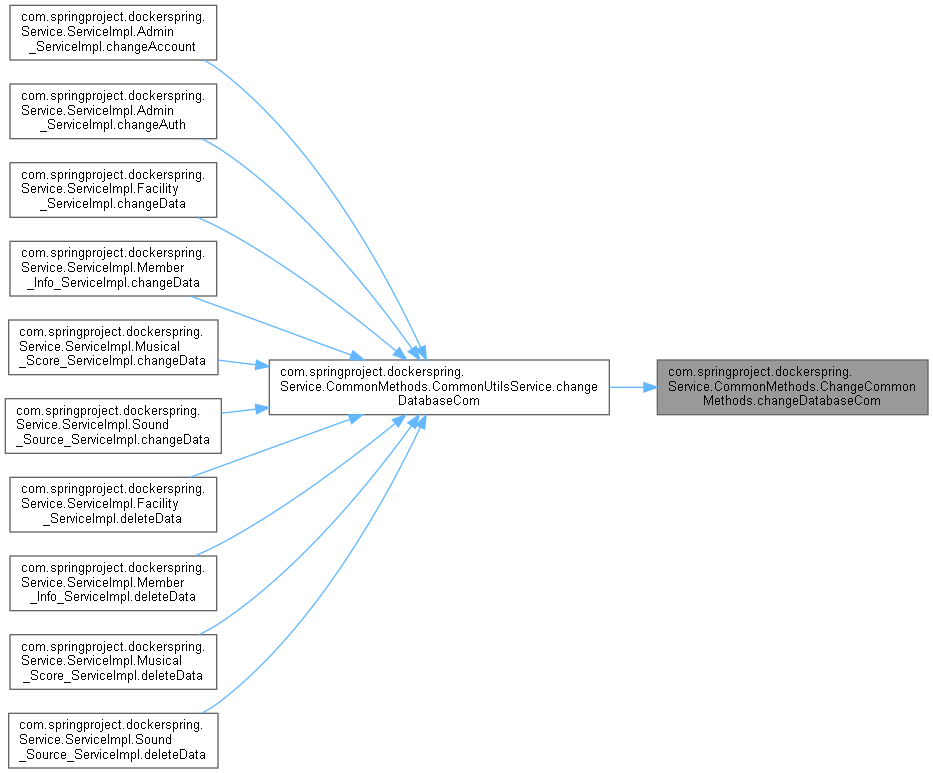 com.springproject.dockerspring.
Service.ServiceImpl.Admin
_ServiceImpl.changeAccount
com.springproject.dockerspring.
Service.ServiceImpl.Admin
_ServiceImpl.changeAuth
com.springproject.dockerspring.
Service.ServiceImpl.Facility
_ServiceImpl.changeData
com.springproject.dockerspring.
Service.ServiceImpl.Member
_Info_ServiceImpl.changeData
com.springproject.dockerspring.
Service.ServiceImpl.Musical
_Score_ServiceImpl.changeData
com.springproject.dockerspring.
Service.ServiceImpl.Sound
_Source_ServiceImpl.changeData
com.springproject.dockerspring.
Service.ServiceImpl.Facility
_ServiceImpl.deleteData
com.springproject.dockerspring.
Service.ServiceImpl.Member
_Info_ServiceImpl.deleteData
com.springproject.dockerspring.
Service.ServiceImpl.Musical
_Score_ServiceImpl.deleteData
com.springproject.dockerspring.
Service.ServiceImpl.Sound
_Source_ServiceImpl.deleteData
com.springproject.dockerspring.
Service.CommonMethods.CommonUtilsService.change
DatabaseCom
com.springproject.dockerspring.
Service.CommonMethods.ChangeCommon
Methods.changeDatabaseCom